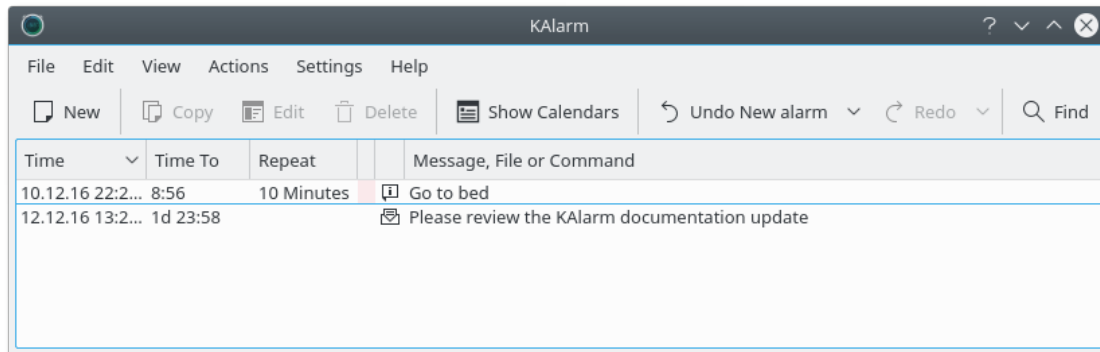 KAlarm
File Edit View Actions Settings Help
New Copy Edit Delete Show Calendars Undo New alarm Redo Find
Time Time To Repeat Message, File or Command
10.12.16 22:2... 8:56 10 Minutes Go to bed
12.12.16 13:2... 1d 23:58 Please review the KAlarm documentation update